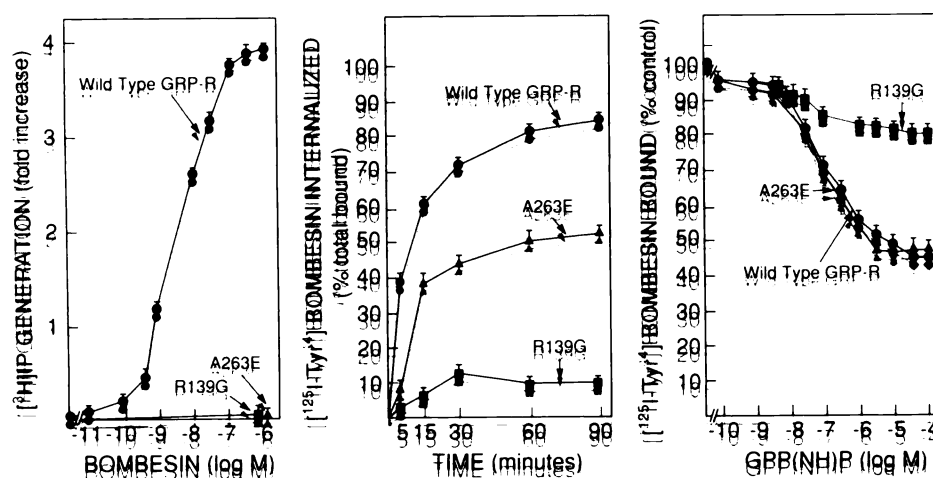 [³H]IP GENERATION (fold increase)
4
3
2
1
0
Wild Type GRP-R
A263E
R139G
-11 -10 -9 -8 -7 -6
BOMBESIN (log M)
[¹²⁵I-Tyr⁴] BOMBESIN INTERNALIZED
(% total bound)
100
90
80
70
60
50
40
30
20
10
Wild Type GRP-R
A263E
R139G
5 15 30 60 90
TIME (minutes)
[¹²⁵I-Tyr⁴] BOMBESIN BOUND (% control)
100
90
80
70
60
50
40
30
20
10
R139G
A263E
Wild Type GRP-R
-10 -9 -8 -7 -6 -5 -4
GPP(NH)P (log M)